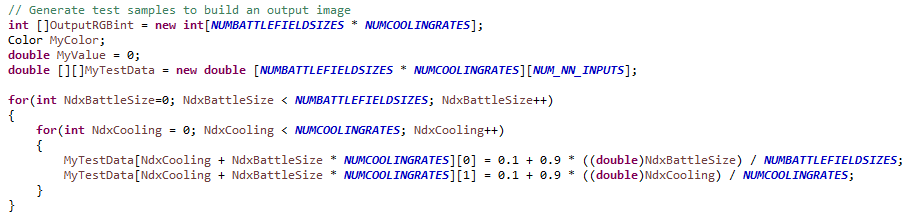 // Generate test samples to build an output image
int []OutputRGBint = new int[NUMBATTLEFIELDSIZES * NUMCOOLINGRATES];
Color MyColor;
double MyValue = 0;
double [][]MyTestData = new double [NUMBATTLEFIELDSIZES * NUMCOOLINGRATES][NUM_NN_INPUTS];
for(int NdxBattleSize=0; NdxBattleSize < NUMBATTLEFIELDSIZES; NdxBattleSize++)
{
for(int NdxCooling = 0; NdxCooling < NUMCOOLINGRATES; NdxCooling++)
{
MyTestData[NdxCooling + NdxBattleSize * NUMCOOLINGRATES][0] = 0.1 + 0.9 * ((double)NdxBattleSize) / NUMBATTLEFIELDSIZES;
MyTestData[NdxCooling + NdxBattleSize * NUMCOOLINGRATES][1] = 0.1 + 0.9 * ((double)NdxCooling) / NUMCOOLINGRATES;
}
}